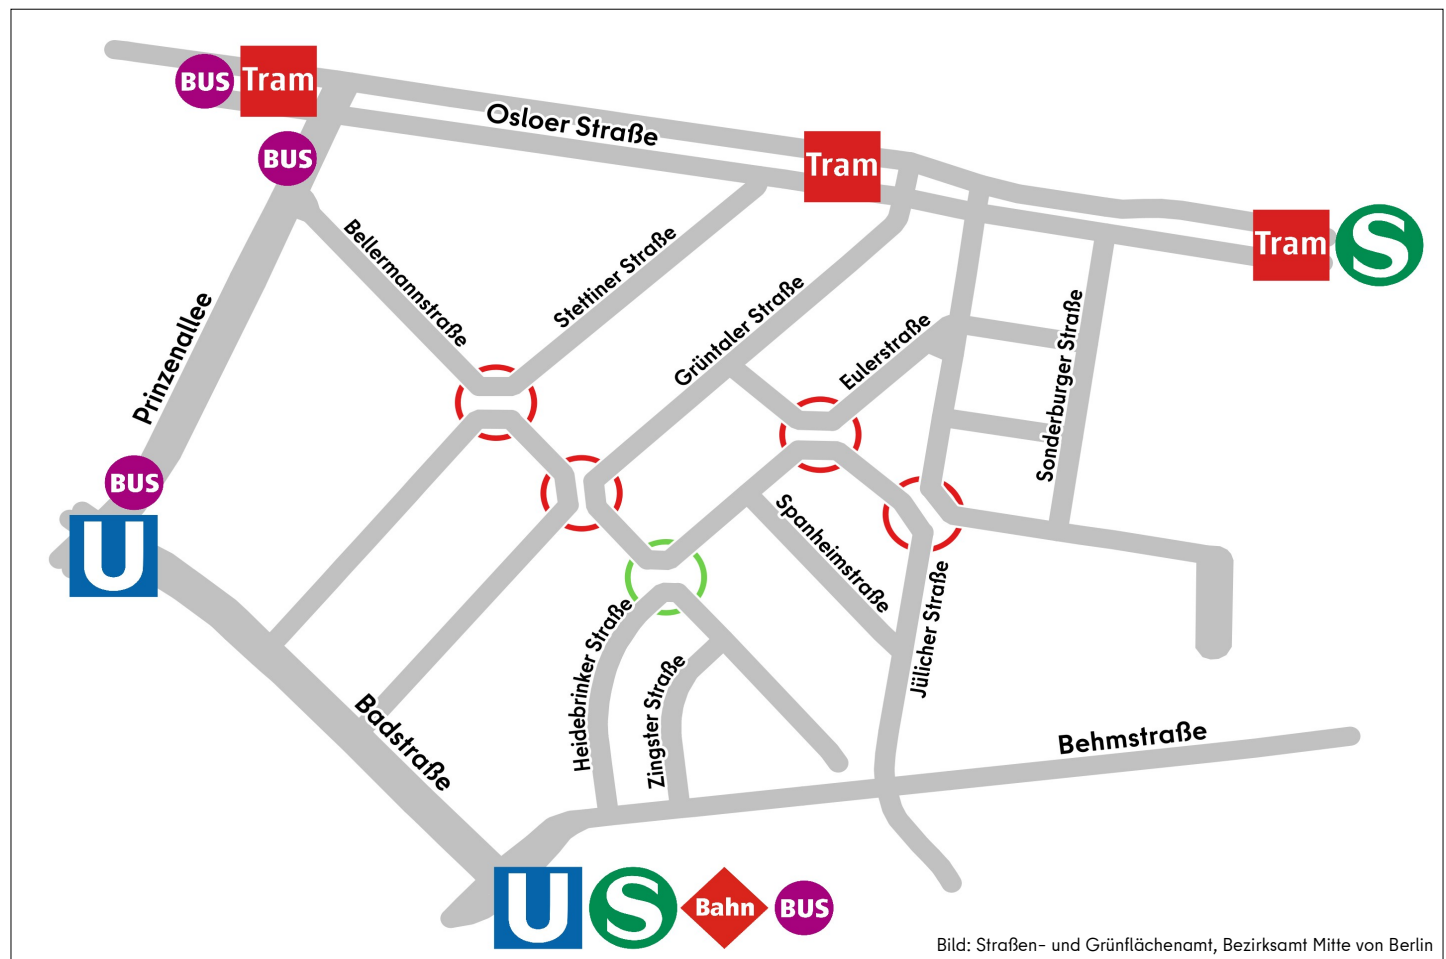 BUS
Tram
BUS
Osloer Straße
Tram
Tram
S
Bellermannstraße
Stettiner Straße
Grüntaler Straße
Eulerstraße
Sonderburger Straße
Prinzenallee
BUS
U
Spanheimstraße
Jülicher Straße
Heidebrinker Straße
Zingster Straße
Badstraße
Behmstraße
U
S
Bahn
BUS
Bild: Straßen- und Grünflächenamt, Bezirksamt Mitte von Berlin